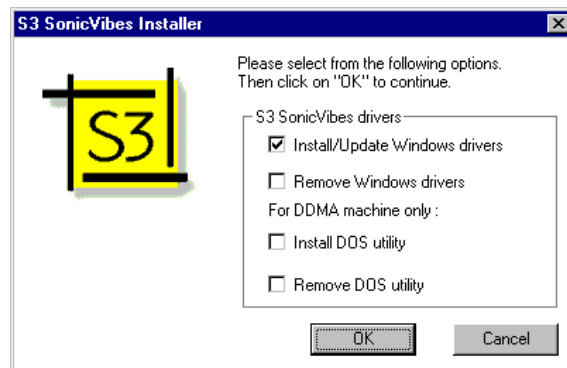 S3 SonicVibes Installer
Please select from the following options.
Then click on "OK" to continue.
S3
S3 SonicVibes drivers
Install/Update Windows drivers
Remove Windows drivers
For DDMA machine only :
Install DOS utility
Remove DOS utility
OK
Cancel